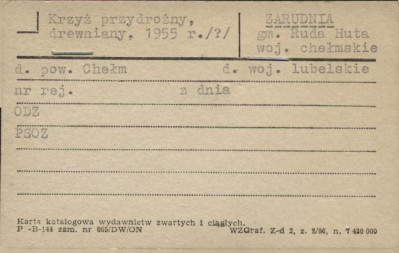 Krzyż przydrożny,
drewniany, 1955 r./?/
ZARUDNIA
gm. Ruda Huta
woj. chełmskie
d. pow. Chełm d. woj. lubelskie
nr rej. z dnia
ODZ
PSOZ
Karta katalogowa wydawnictw zwartych i ciągłych.
P -B-144 zam. nr 665/DW/ON WZGraf. Z-d 2, z. 2/86, n. 7 420 000